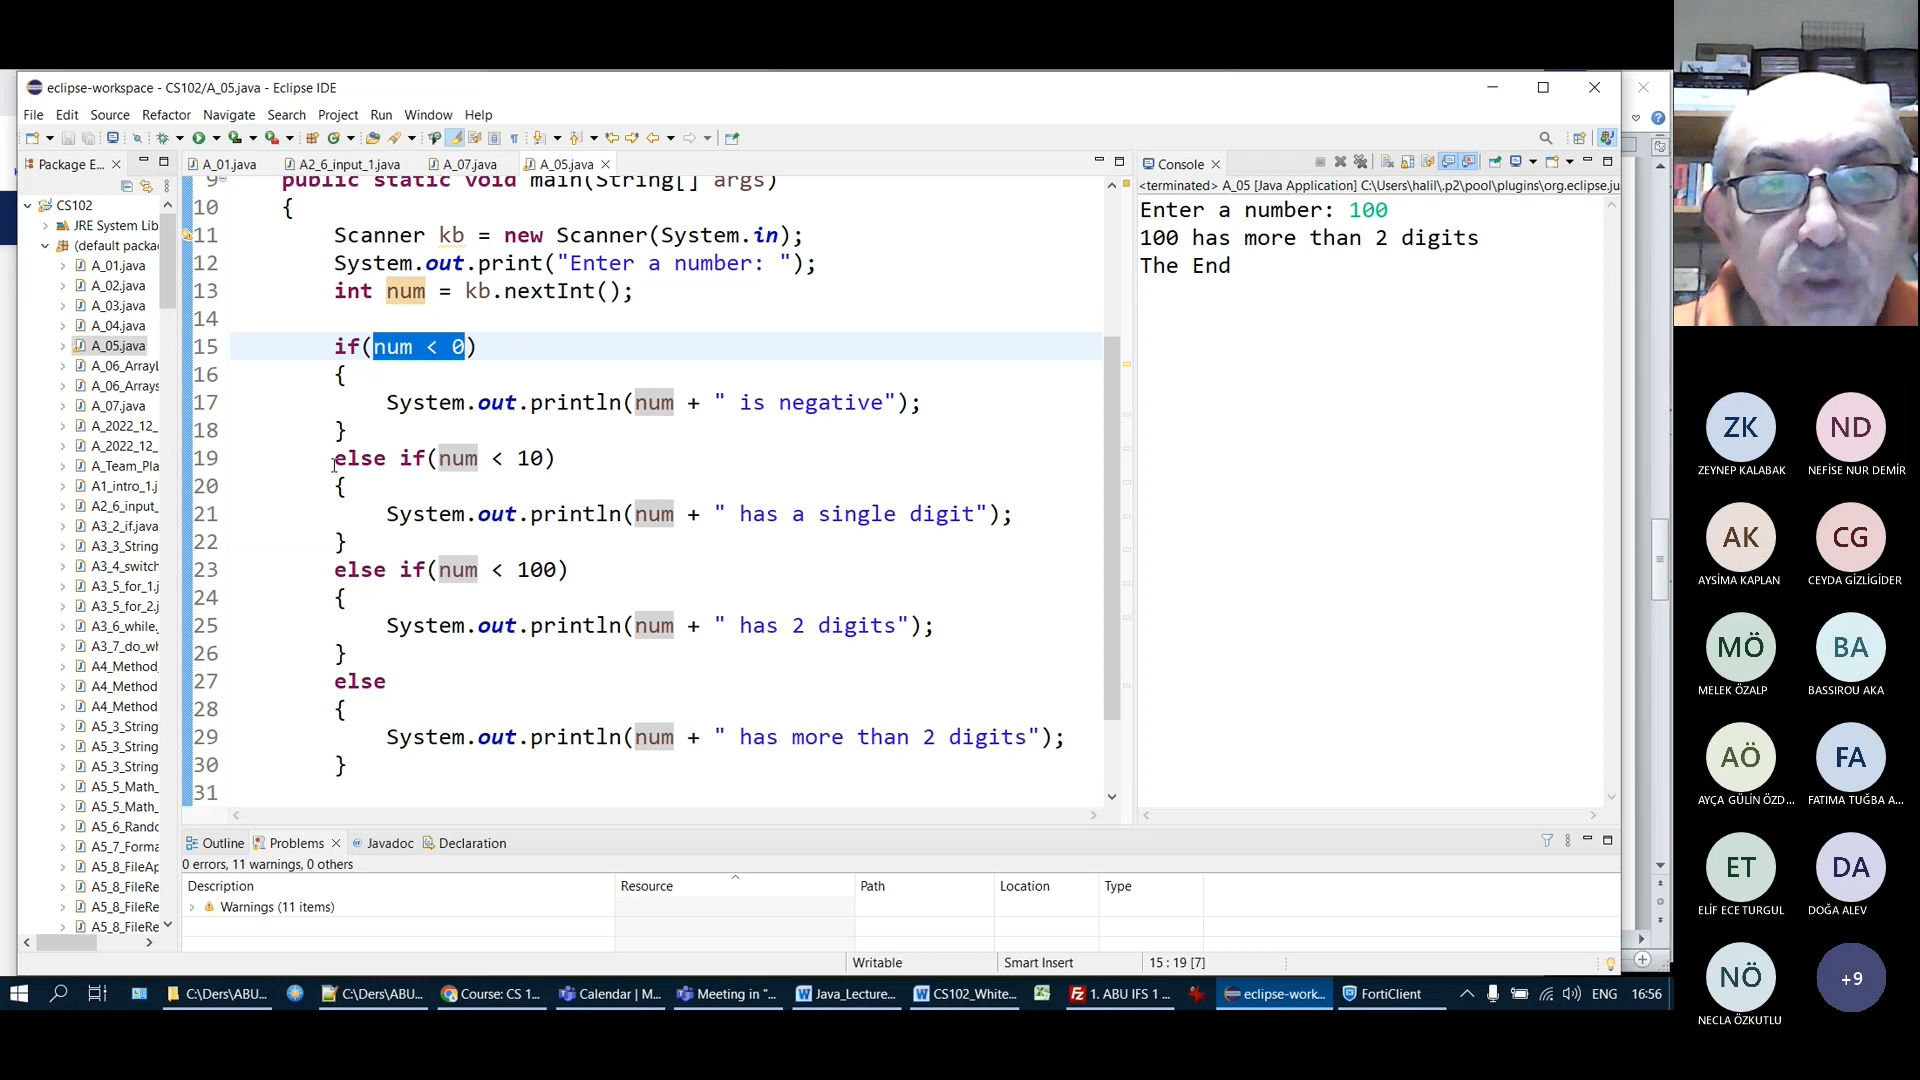 eclipse-workspace - CS102/A_05.java - Eclipse IDE
File Edit Source Refactor Navigate Search Project Run Window Help
Package E...
CS102
JRE System Lib
(default packa
A_01.java
A_02.java
A_03.java
A_04.java
A_05.java
A_06_ArrayL
A_06_Arrays
A_07.java
A_2022_12_
A_2022_12_
A_Team_Pla
A1_intro_1.j
A2_6_input_
A3_2_if.java
A3_3_String
A3_4_switch
A3_5_for_1.j
A3_5_for_2.j
A3_6_while.
A3_7_do_wh
A4_Method_
A4_Method
A4_Method
A5_3_String
A5_3_String
A5_3_String
A5_5_Math_
A5_5_Math_
A5_6_Rando
A5_7_Forma
A5_8_FileAp
A5_8_FileRe
A5_8_FileRe
A5_8_FileRe
A_01.java A2_6_input_1.java A_07.java A_05.java
9 public static void main(String[] args)
10 {
11 Scanner kb = new Scanner(System.in);
12 System.out.print("Enter a number: ");
13 int num = kb.nextInt();
14
15 if(num < 0)
16 {
17 System.out.println(num + " is negative");
18 }
19 else if(num < 10)
20 {
21 System.out.println(num + " has a single digit");
22 }
23 else if(num < 100)
24 {
25 System.out.println(num + " has 2 digits");
26 }
27 else
28 {
29 System.out.println(num + " has more than 2 digits");
30 }
31
Console
<terminated> A_05 [Java Application] C:\Users\halil\.p2\pool\plugins\org.eclipse.ju
Enter a number: 100
100 has more than 2 digits
The End
Outline Problems Javadoc Declaration
0 errors, 11 warnings, 0 others
Description Resource Path Location Type
Warnings (11 items)
Writable Smart Insert 15 : 19 [7]
C:\Ders\ABU... C:\Ders\ABU... Course: CS 1... Calendar | M... Meeting in "... Java_Lecture... CS102_White... 1. ABU IFS 1 ... eclipse-work... FortiClient ENG 16:56
ZK ND
ZEYNEP KALABAK NEFİSE NUR DEMİR
AK CG
AYSİMA KAPLAN CEYDA GİZLİGİDER
MÖ BA
MELEK ÖZALP BASSIROU AKA
AÖ FA
AYÇA GÜLİN ÖZD... FATIMA TUĞBA A...
ET DA
ELİF ECE TURGUL DOĞA ALEV
NÖ +9
NECLA ÖZKUTLU